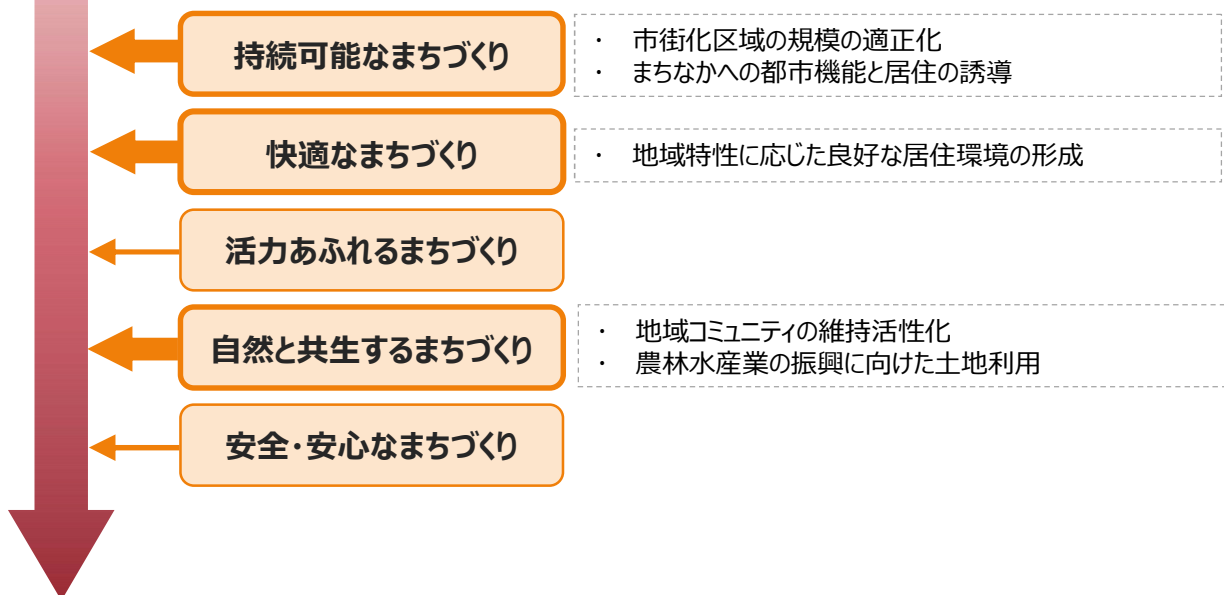 持続可能なまちづくり
・ 市街化区域の規模の適正化
・ まちなかへの都市機能と居住の誘導
快適なまちづくり
・ 地域特性に応じた良好な居住環境の形成
活力あふれるまちづくり
自然と共生するまちづくり
・ 地域コミュニティの維持活性化
・ 農林水産業の振興に向けた土地利用
安全・安心なまちづくり